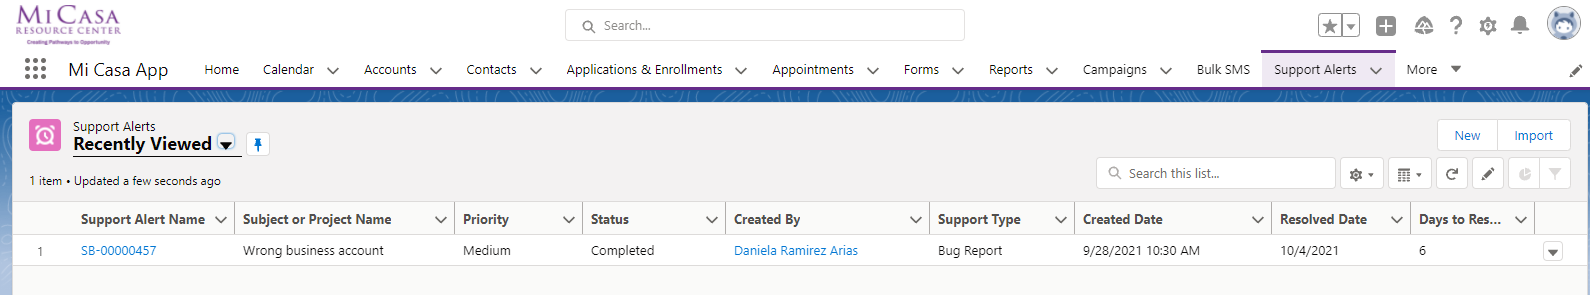 MI CASA
RESOURCE CENTER
Creating Pathways to Opportunity
Search...
Mi Casa App
Home
Calendar
Accounts
Contacts
Applications & Enrollments
Appointments
Forms
Reports
Campaigns
Bulk SMS
Support Alerts
More
Support Alerts
Recently Viewed
New
Import
1 item • Updated a few seconds ago
Search this list...
Support Alert Name
Subject or Project Name
Priority
Status
Created By
Support Type
Created Date
Resolved Date
Days to Res...
1
SB-00000457
Wrong business account
Medium
Completed
Daniela Ramirez Arias
Bug Report
9/28/2021 10:30 AM
10/4/2021
6